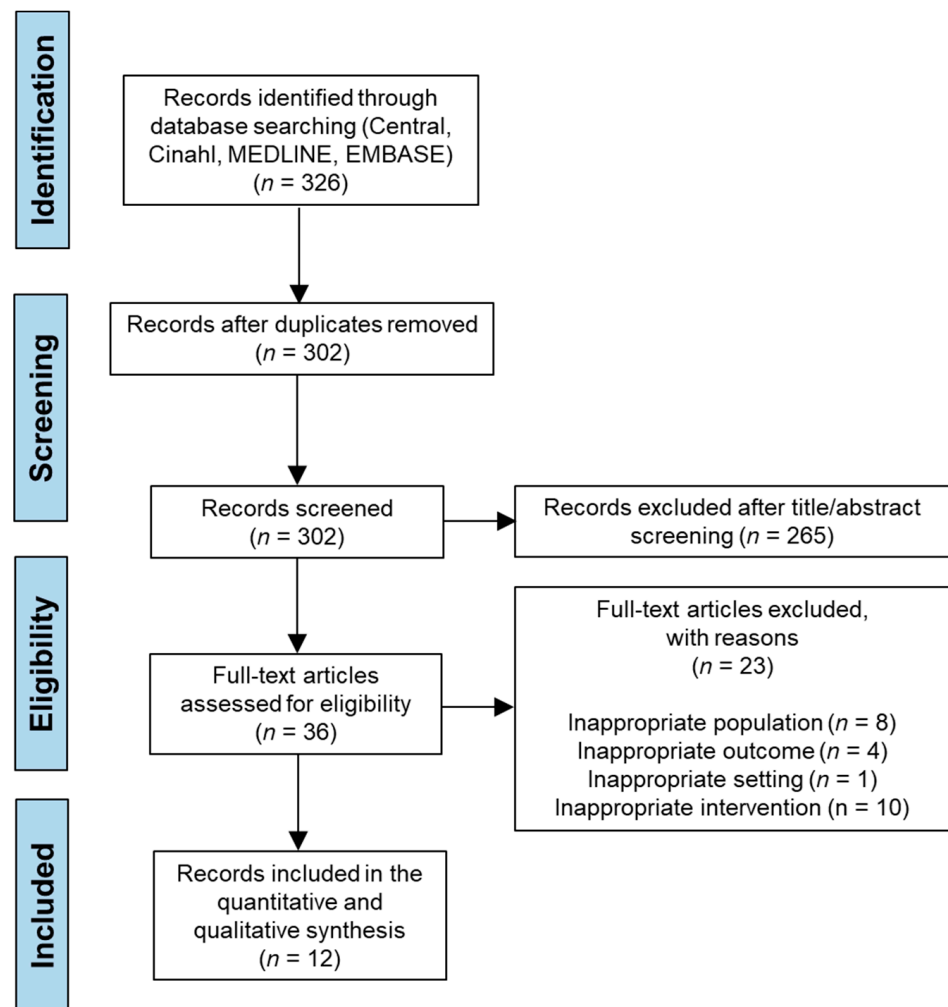 Identification
Records identified through
database searching (Central,
Cinahl, MEDLINE, EMBASE)
(n = 326)
Screening
Records after duplicates removed
(n = 302)
Records screened
(n = 302)
Records excluded after title/abstract
screening (n = 265)
Eligibility
Full-text articles
assessed for eligibility
(n = 36)
Full-text articles excluded,
with reasons
(n = 23)
Inappropriate population (n = 8)
Inappropriate outcome (n = 4)
Inappropriate setting (n = 1)
Inappropriate intervention (n = 10)
Included
Records included in the
quantitative and
qualitative synthesis
(n = 12)